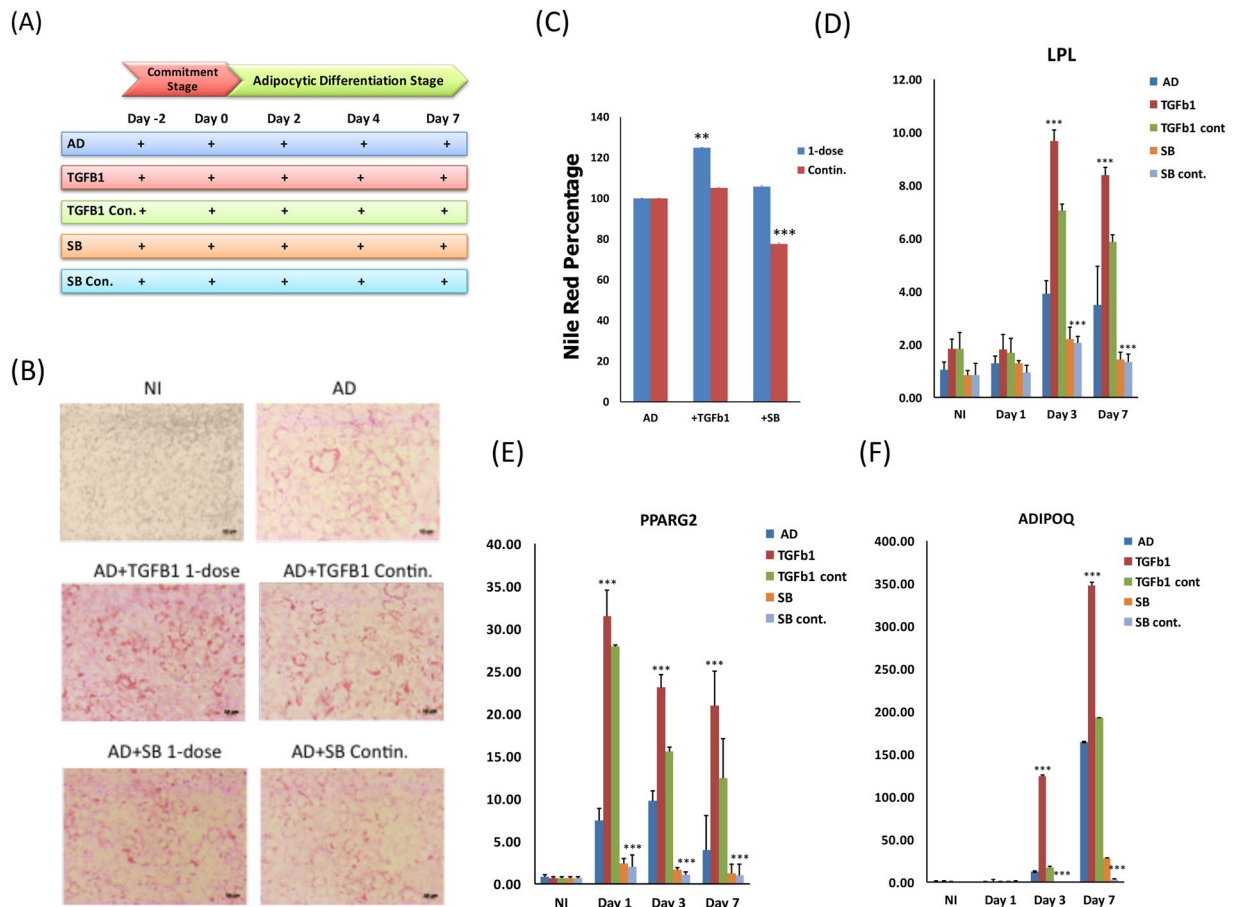 (A)
Commitment
Stage
Adipocytic Differentiation Stage
Day -2 Day 0 Day 2 Day 4 Day 7
AD + + + + +
TGFB1 + + + + +
TGFB1 Con. + + + + +
SB + + + + +
SB Con. + + + + +
(B)
NI AD
AD+TGFB1 1-dose AD+TGFB1 Contin.
AD+SB 1-dose AD+SB Contin.
(C)
Nile Red Percentage
140
120
100
80
60
40
20
0
**
***
AD +TGFb1 +SB
1-dose
Contin.
(D)
LPL
12.00
10.00
8.00
6.00
4.00
2.00
0.00
***
***
***
***
NI Day 1 Day 3 Day 7
AD
TGFb1
TGFb1 cont
SB
SB cont.
(E)
PPARG2
40.00
35.00
30.00
25.00
20.00
15.00
10.00
5.00
0.00
***
***
***
***
***
***
NI Day 1 Day 3 Day 7
AD
TGFb1
TGFb1 cont
SB
SB cont.
(F)
ADIPOQ
400.00
350.00
300.00
250.00
200.00
150.00
100.00
50.00
0.00
***
***
***
***
NI Day 1 Day 3 Day 7
AD
TGFb1
TGFb1 cont
SB
SB cont.